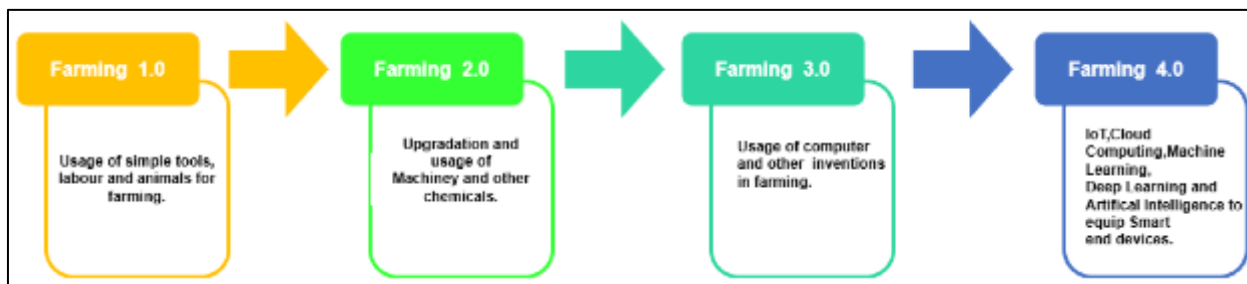 Farming 1.0
Usage of simple tools,
labour and animals for
farming.
Farming 2.0
Upgradation and
usage of
Machiney and other
chemicals.
Farming 3.0
Usage of computer
and other inventions
in farming.
Farming 4.0
IoT,Cloud
Computing,Machine
Learning,
Deep Learning and
Artifical Intelligence to
equip Smart
end devices.